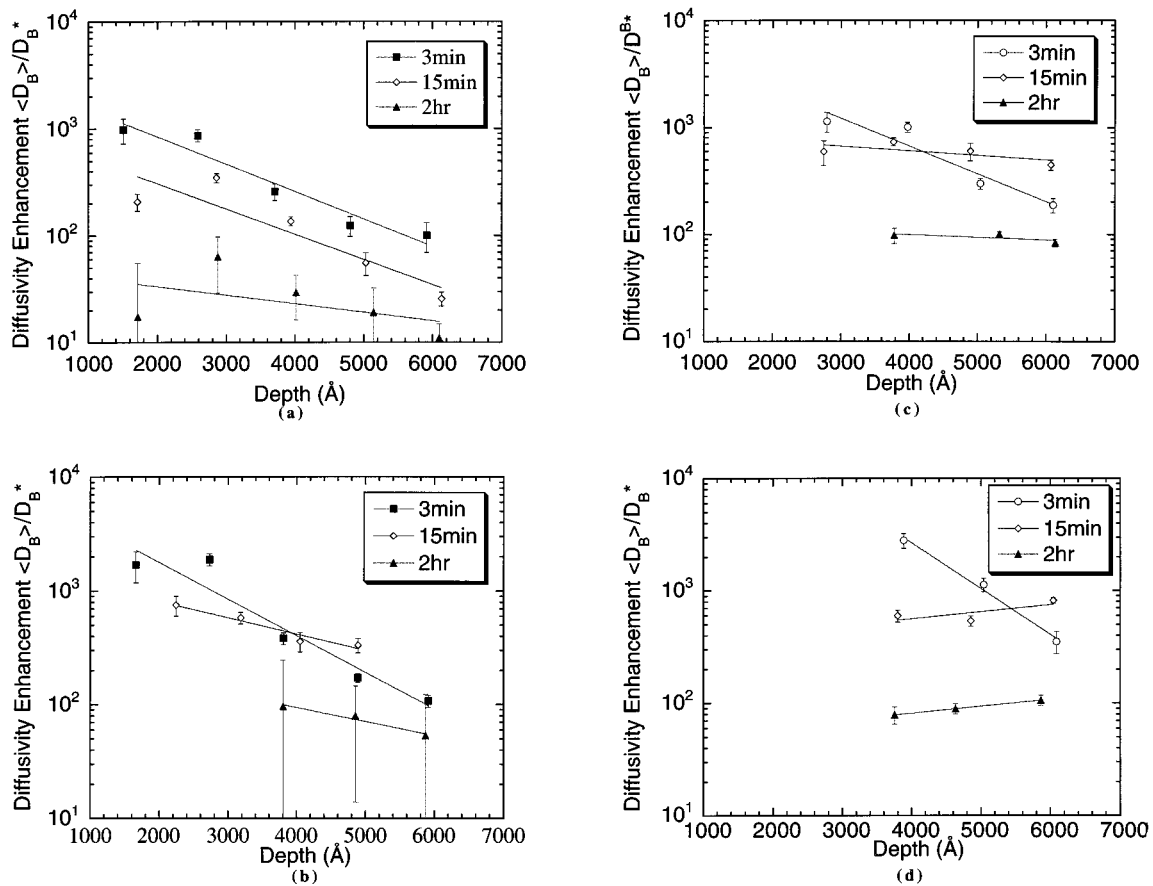 Diffusivity Enhancement <D_B>/D_B*
10^4
10^3
10^2
10^1
3min
15min
2hr
1000 2000 3000 4000 5000 6000 7000
Depth (Å)
(a)
Diffusivity Enhancement <D_B>/D^B*
10^4
10^3
10^2
10^1
3min
15min
2hr
1000 2000 3000 4000 5000 6000 7000
Depth (Å)
(c)
Diffusivity Enhancement <D_B>/D_B*
10^4
10^3
10^2
10^1
3min
15min
2hr
1000 2000 3000 4000 5000 6000 7000
Depth (Å)
(b)
Diffusivity Enhancement <D_B>/D_B*
10^4
10^3
10^2
10^1
3min
15min
2hr
1000 2000 3000 4000 5000 6000 7000
Depth (Å)
(d)